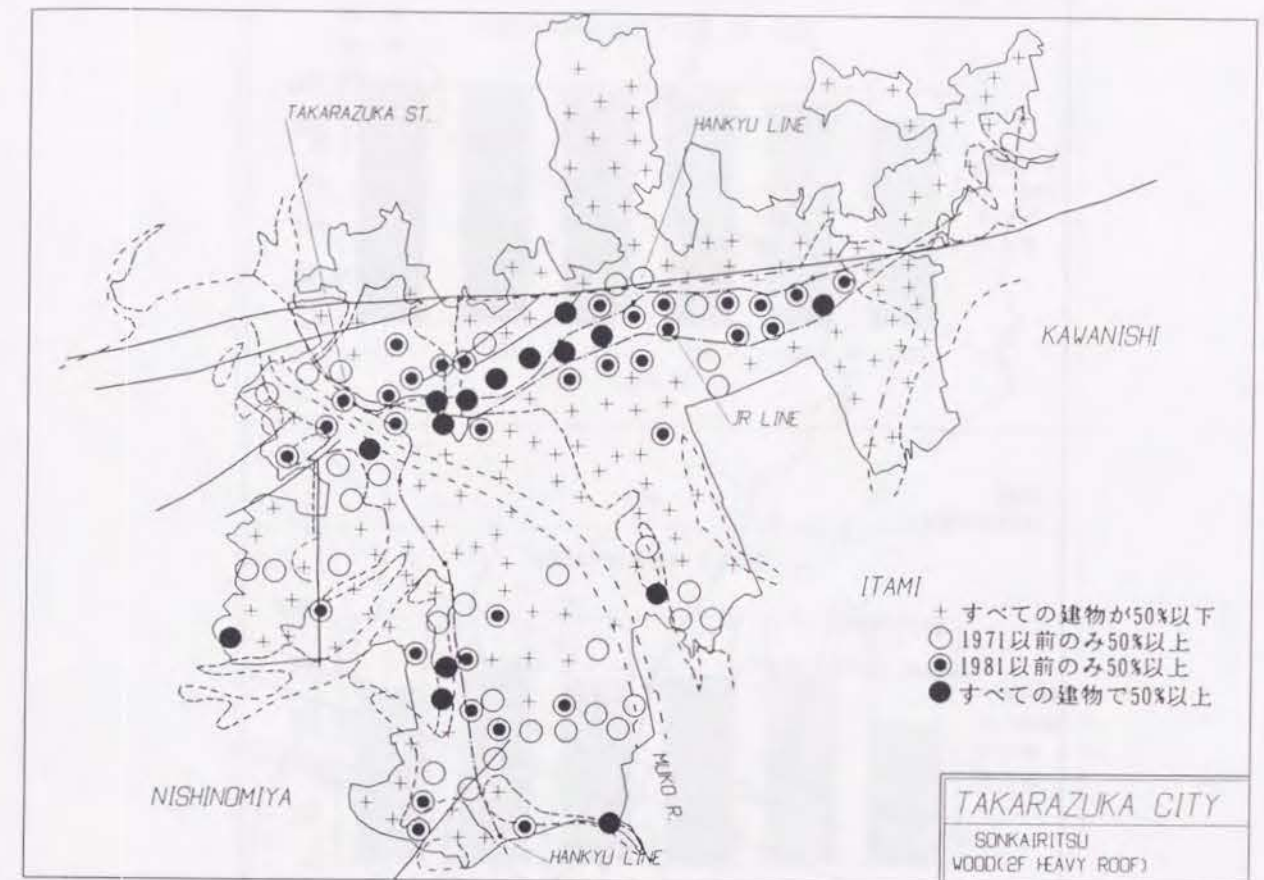 TAKARAZUKA ST.
HANKYU LINE
KAWANISHI
JR LINE
ITAMI
+ すべての建物が50%以下
○ 1971以前のみ50%以上
◉ 1981以前のみ50%以上
● すべての建物で50%以上
MUKO R.
NISHINOMIYA
HANKYU LINE
TAKARAZUKA CITY
SONKAIRITSU
WOOD(2F HEAVY ROOF)